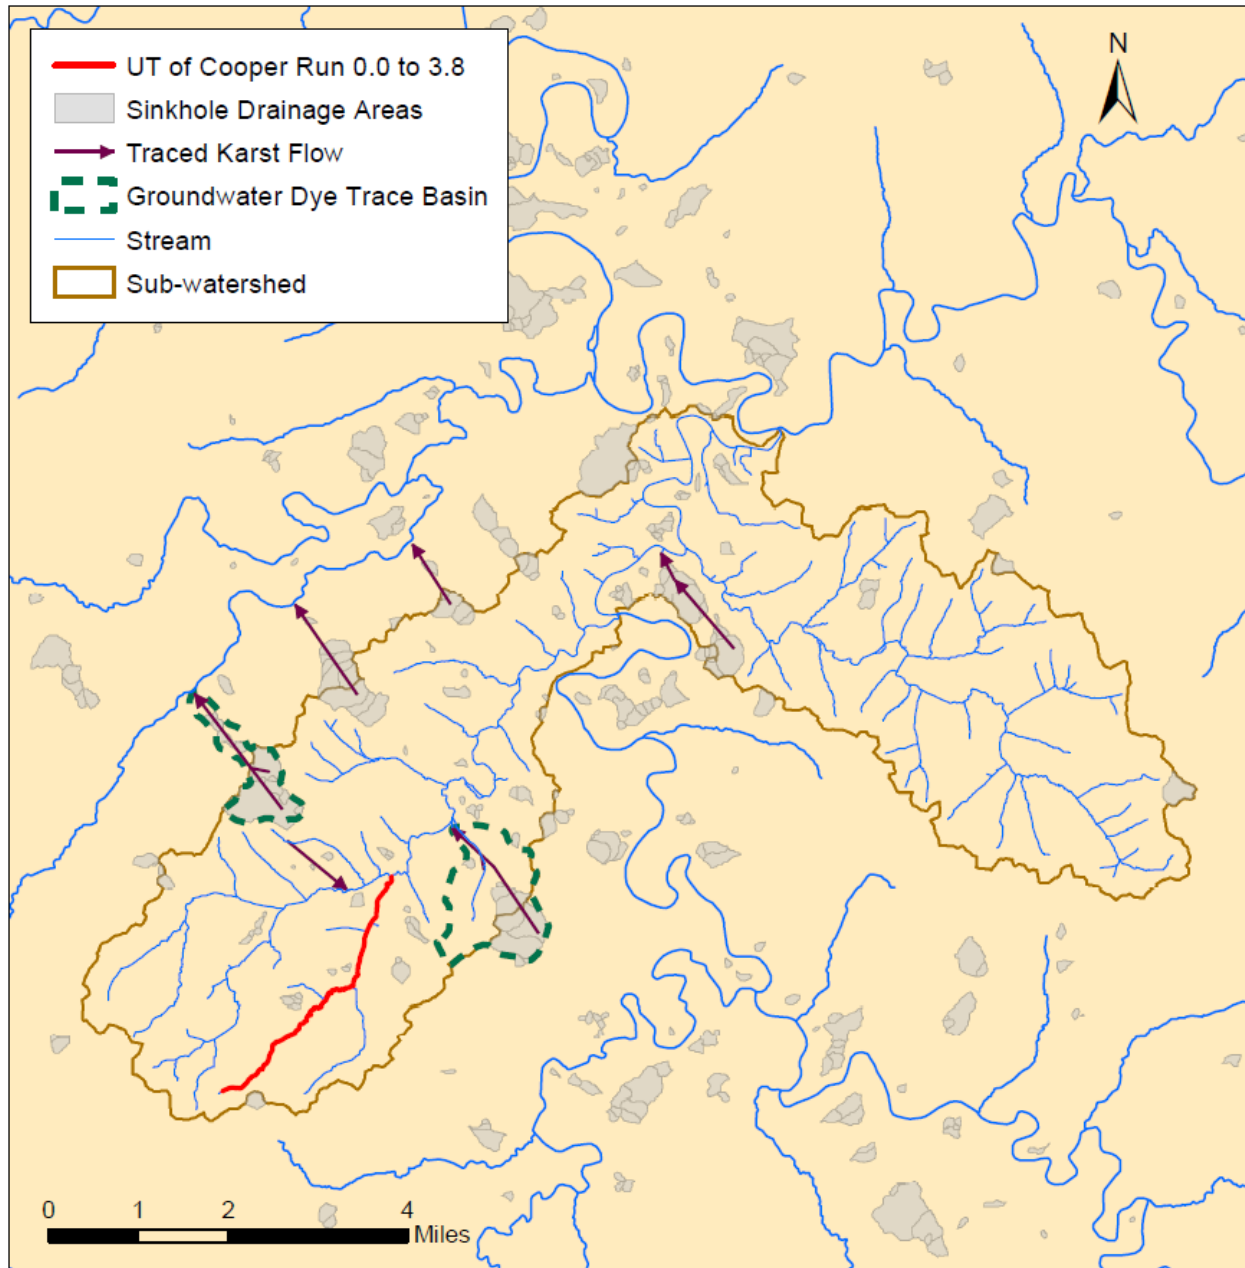 UT of Cooper Run 0.0 to 3.8
Sinkhole Drainage Areas
Traced Karst Flow
Groundwater Dye Trace Basin
Stream
Sub-watershed
N
0 1 2 4
Miles